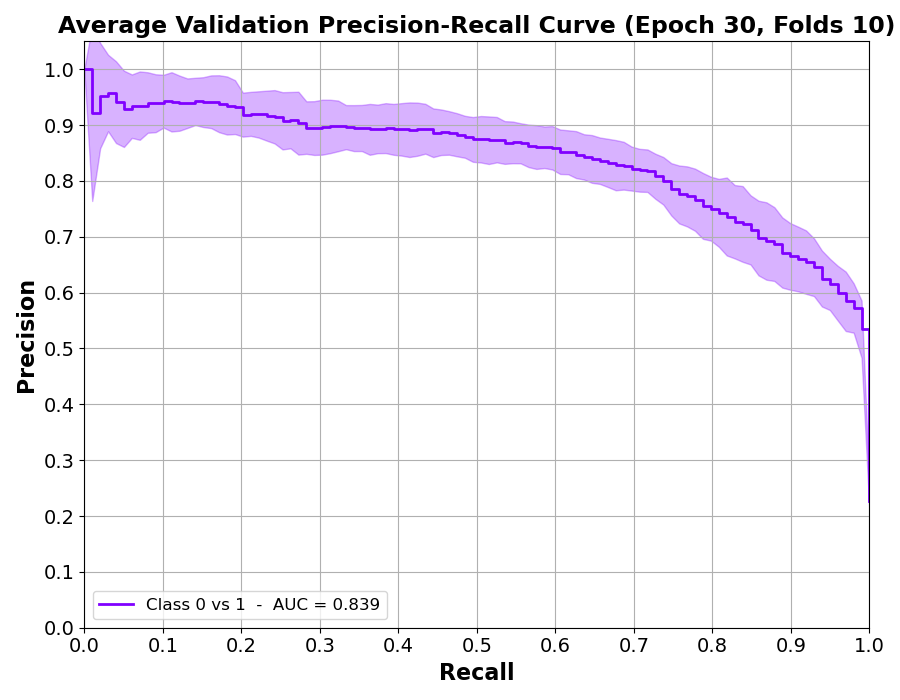 Average Validation Precision-Recall Curve (Epoch 30, Folds 10)
1.0
0.9
0.8
0.7
0.6
0.5
0.4
0.3
0.2
0.1
0.0
Precision
Class 0 vs 1 - AUC = 0.839
0.0 0.1 0.2 0.3 0.4 0.5 0.6 0.7 0.8 0.9 1.0
Recall